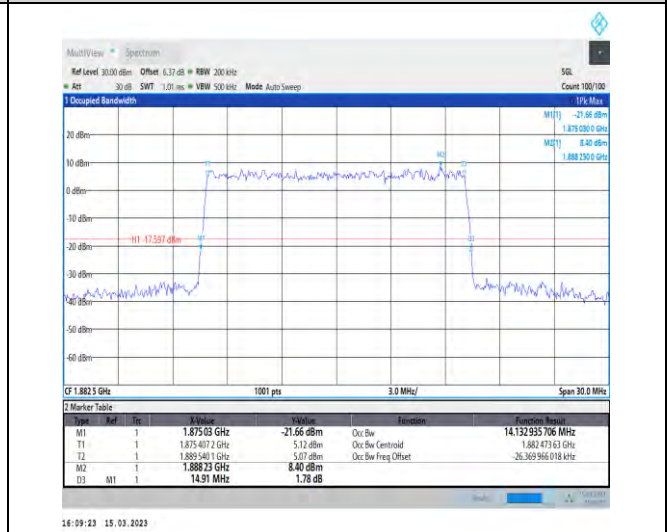 MultiView Spectrum
Ref Level 30.00 dBm Offset 6.37 dB RBW 200 kHz SGL
Att 30 dB SWT 1.01 ms VBW 500 kHz Mode Auto Sweep Count 100/100
1 Occupied Bandwidth 1Pk Max
M1[1] -21.66 dBm
1.875 030 0 GHz
M2[1] 8.40 dBm
1.888 230 0 GHz
20 dBm
10 dBm
M2
T1 T2
0 dBm
-10 dBm
H1 -17.597 dBm
M1 D3
-20 dBm
-30 dBm
-40 dBm
-50 dBm
-60 dBm
CF 1.882 5 GHz 1001 pts 3.0 MHz/ Span 30.0 MHz
2 Marker Table
Type Ref Trc X-Value Y-Value Function Function Result
M1 1 1.875 03 GHz -21.66 dBm Occ Bw 14.132 935 706 MHz
T1 1 1.875 407 2 GHz 5.12 dBm Occ Bw Centroid 1.882 473 63 GHz
T2 1 1.889 540 1 GHz 5.07 dBm Occ Bw Freq Offset -26.369 966 018 kHz
M2 1 1.888 23 GHz 8.40 dBm
D3 M1 1 14.91 MHz 1.78 dB
16:09:23 15.03.2023